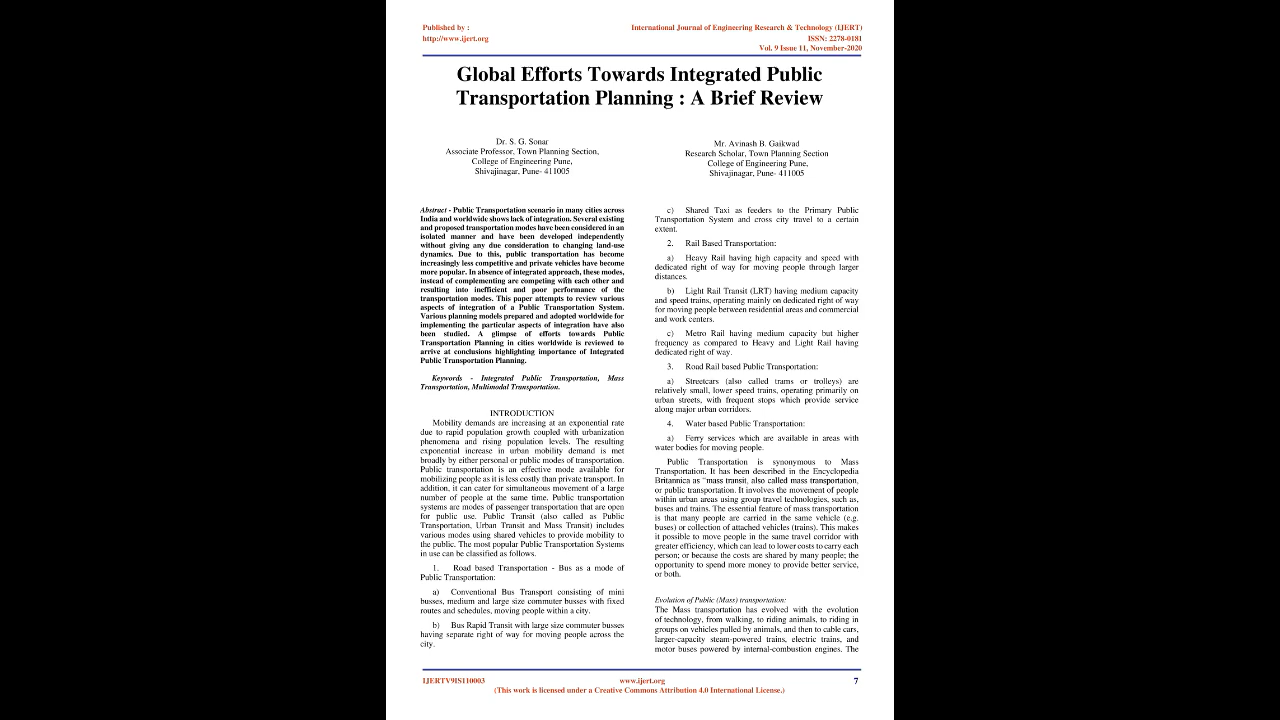 Published by :
http://www.ijert.org
International Journal of Engineering Research & Technology (IJERT)
ISSN: 2278-0181
Vol. 9 Issue 11, November-2020
Global Efforts Towards Integrated Public
Transportation Planning : A Brief Review
Dr. S. G. Sonar
Associate Professor, Town Planning Section,
College of Engineering Pune,
Shivajinagar, Pune- 411005
Mr. Avinash B. Gaikwad
Research Scholar, Town Planning Section
College of Engineering Pune,
Shivajinagar, Pune- 411005
Abstract - Public Transportation scenario in many cities across
India and worldwide shows lack of integration. Several existing
and proposed transportation modes have been considered in an
isolated manner and have been developed independently
without giving any due consideration to changing land-use
dynamics. Due to this, public transportation has become
increasingly less competitive and private vehicles have become
more popular. In absence of integrated approach, these modes,
instead of complementing are competing with each other and
resulting into inefficient and poor performance of the
transportation modes. This paper attempts to review various
aspects of integration of a Public Transportation System.
Various planning models prepared and adopted worldwide for
implementing the particular aspects of integration have also
been studied. A glimpse of efforts towards Public
Transportation Planning in cities worldwide is reviewed to
arrive at conclusions highlighting importance of Integrated
Public Transportation Planning.
Keywords - Integrated Public Transportation, Mass
Transportation, Multimodal Transportation.
INTRODUCTION
Mobility demands are increasing at an exponential rate
due to rapid population growth coupled with urbanization
phenomena and rising population levels. The resulting
exponential increase in urban mobility demand is met
broadly by either personal or public modes of transportation.
Public transportation is an effective mode available for
mobilizing people as it is less costly than private transport. In
addition, it can cater for simultaneous movement of a large
number of people at the same time. Public transportation
systems are modes of passenger transportation that are open
for public use. Public Transit (also called as Public
Transportation, Urban Transit and Mass Transit) includes
various modes using shared vehicles to provide mobility to
the public. The most popular Public Transportation Systems
in use can be classified as follows.
1. Road based Transportation - Bus as a mode of
Public Transportation:
a) Conventional Bus Transport consisting of mini
busses, medium and large size commuter busses with fixed
routes and schedules, moving people within a city.
b) Bus Rapid Transit with large size commuter busses
having separate right of way for moving people across the
city.
c) Shared Taxi as feeders to the Primary Public
Transportation System and cross city travel to a certain
extent.
2. Rail Based Transportation:
a) Heavy Rail having high capacity and speed with
dedicated right of way for moving people through larger
distances.
b) Light Rail Transit (LRT) having medium capacity
and speed trains, operating mainly on dedicated right of way
for moving people between residential areas and commercial
and work centers.
c) Metro Rail having medium capacity but higher
frequency as compared to Heavy and Light Rail having
dedicated right of way.
3. Road Rail based Public Transportation:
a) Streetcars (also called trams or trolleys) are
relatively small, lower speed trains, operating primarily on
urban streets, with frequent stops which provide service
along major urban corridors.
4. Water based Public Transportation:
a) Ferry services which are available in areas with
water bodies for moving people.
Public Transportation is synonymous to Mass
Transportation. It has been described in the Encyclopedia
Britannica as "mass transit, also called mass transportation,
or public transportation. It involves the movement of people
within urban areas using group travel technologies, such as,
buses and trains. The essential feature of mass transportation
is that many people are carried in the same vehicle (e.g.
buses) or collection of attached vehicles (trains). This makes
it possible to move people in the same travel corridor with
greater efficiency, which can lead to lower costs to carry each
person; or because the costs are shared by many people; the
opportunity to spend more money to provide better service,
or both.
Evolution of Public (Mass) transportation:
The Mass transportation has evolved with the evolution
of technology, from walking, to riding animals, to riding in
groups on vehicles pulled by animals, and then to cable cars,
larger-capacity steam-powered trains, electric trains, and
motor buses powered by internal-combustion engines. The
IJERTV9IS110003
www.ijert.org
7
(This work is licensed under a Creative Commons Attribution 4.0 International License.)